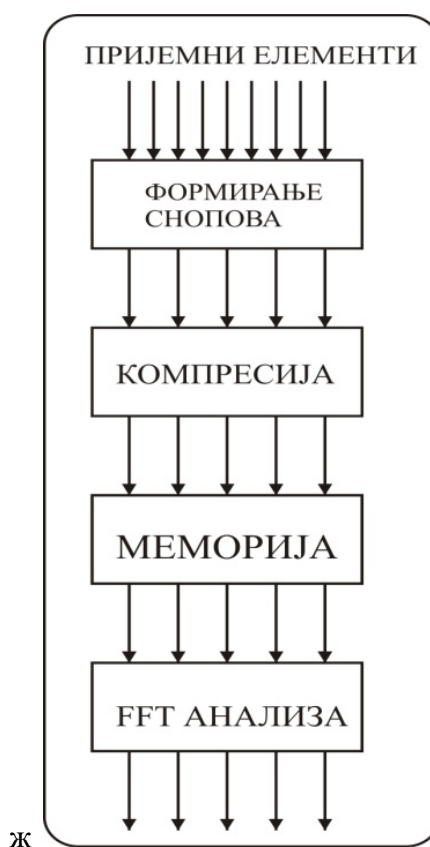 ПРИЈЕМНИ ЕЛЕМЕНТИ
ФОРМИРАЊЕ
СНОПОВА
КОМПРЕСИЈА
МЕМОРИЈА
FFT АНАЛИЗА
ж